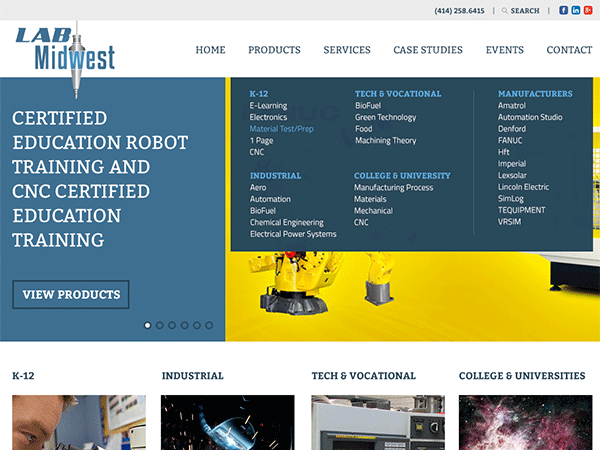 (414) 258.6415 | SEARCH |
LAB
Midwest
HOME PRODUCTS SERVICES CASE STUDIES EVENTS CONTACT
CERTIFIED
EDUCATION ROBOT
TRAINING AND
CNC CERTIFIED
EDUCATION
TRAINING
VIEW PRODUCTS
K-12
E-Learning
Electronics
Material Test/Prep
1 Page
CNC
INDUSTRIAL
Aero
Automation
BioFuel
Chemical Engineering
Electrical Power Systems
TECH & VOCATIONAL
BioFuel
Green Technology
Food
Machining Theory
COLLEGE & UNIVERSITY
Manufacturing Process
Materials
Mechanical
CNC
MANUFACTURERS
Amatrol
Automation Studio
Denford
FANUC
Hft
Imperial
Lexsolar
Lincoln Electric
SimLog
TEQUIPMENT
VRSIM
K-12 INDUSTRIAL TECH & VOCATIONAL COLLEGE & UNIVERSITIES